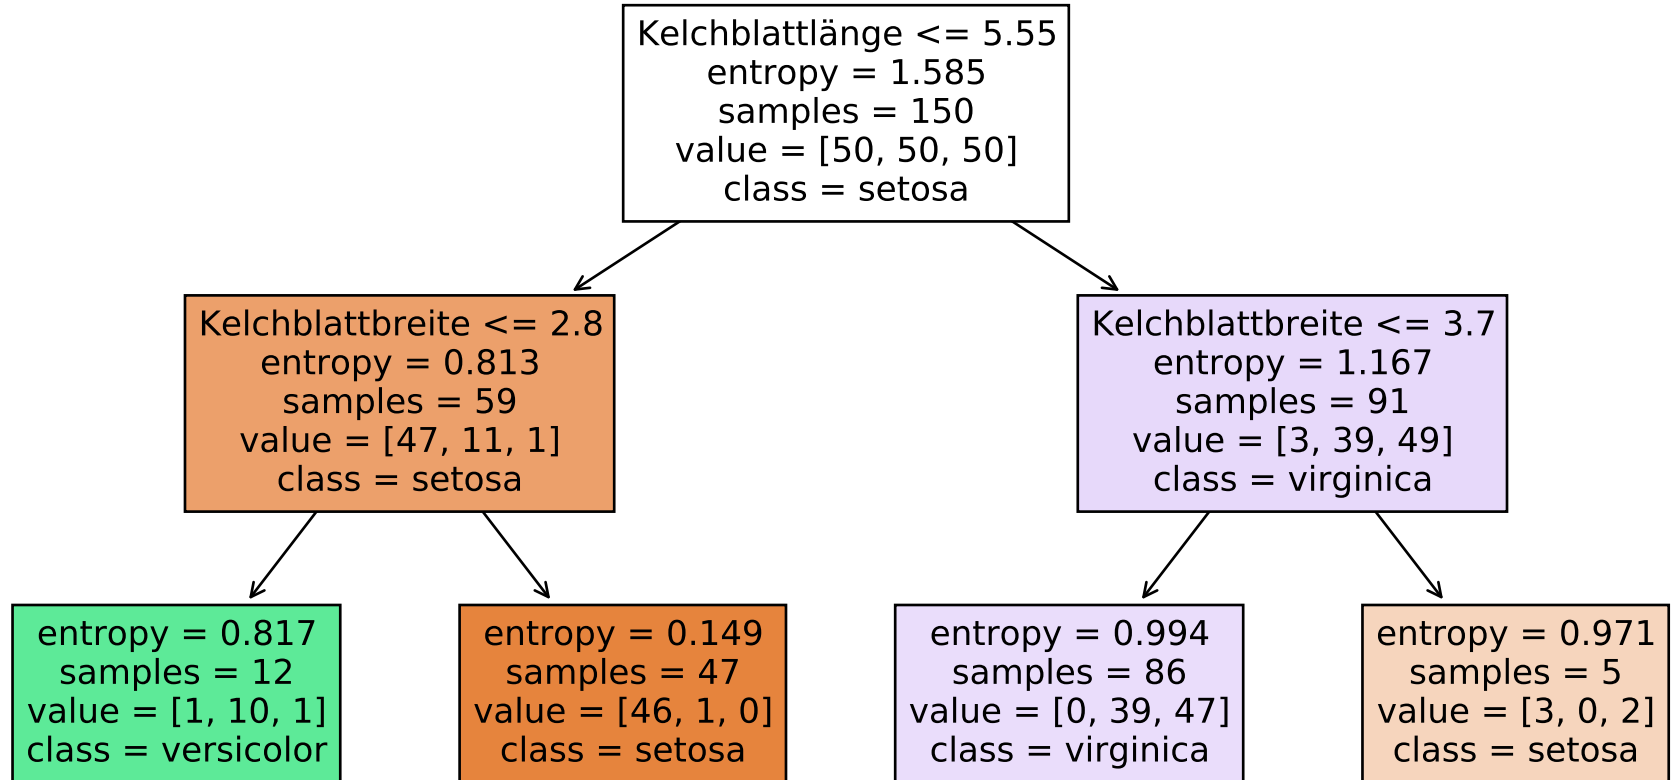 Kelchblattlänge <= 5.55
entropy = 1.585
samples = 150
value = [50, 50, 50]
class = setosa
Kelchblattbreite <= 2.8
entropy = 0.813
samples = 59
value = [47, 11, 1]
class = setosa
Kelchblattbreite <= 3.7
entropy = 1.167
samples = 91
value = [3, 39, 49]
class = virginica
entropy = 0.817
samples = 12
value = [1, 10, 1]
class = versicolor
entropy = 0.149
samples = 47
value = [46, 1, 0]
class = setosa
entropy = 0.994
samples = 86
value = [0, 39, 47]
class = virginica
entropy = 0.971
samples = 5
value = [3, 0, 2]
class = setosa